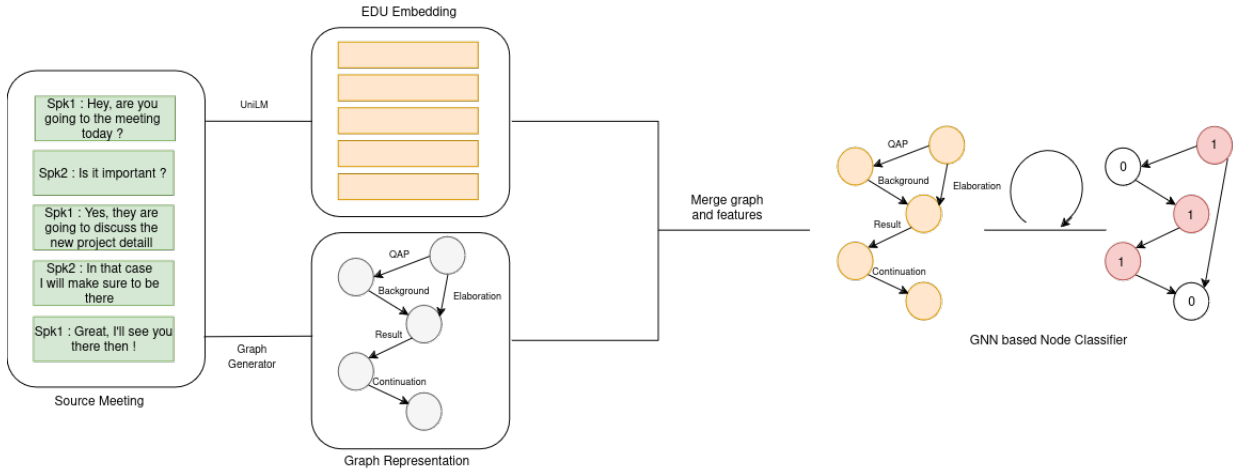 EDU Embedding
Spk1 : Hey, are you
going to the meeting
today ?
Spk2 : Is it important ?
Spk1 : Yes, they are
going to discuss the
new project detaill
Spk2 : In that case
I will make sure to be
there
Spk1 : Great, I'll see you
there then !
Source Meeting
UniLM
Graph
Generator
QAP
Background
Elaboration
Result
Continuation
Graph Representation
Merge graph
and features
QAP
Background
Elaboration
Result
Continuation
1
0
1
1
0
GNN based Node Classifier